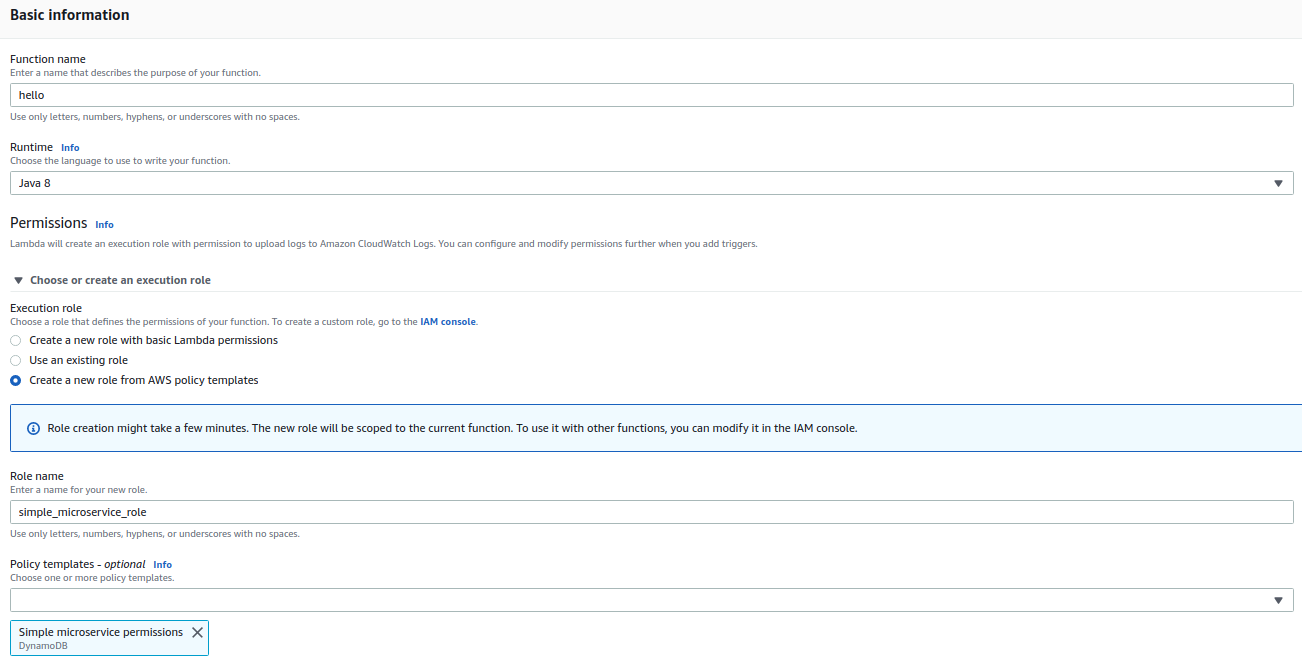 Basic information
Function name
Enter a name that describes the purpose of your function.
hello
Use only letters, numbers, hyphens, or underscores with no spaces.
Runtime Info
Choose the language to use to write your function.
Java 8
Permissions Info
Lambda will create an execution role with permission to upload logs to Amazon CloudWatch Logs. You can configure and modify permissions further when you add triggers.
Choose or create an execution role
Execution role
Choose a role that defines the permissions of your function. To create a custom role, go to the IAM console.
Create a new role with basic Lambda permissions
Use an existing role
Create a new role from AWS policy templates
Role creation might take a few minutes. The new role will be scoped to the current function. To use it with other functions, you can modify it in the IAM console.
Role name
Enter a name for your new role.
simple_microservice_role
Use only letters, numbers, hyphens, or underscores with no spaces.
Policy templates - optional Info
Choose one or more policy templates.
Simple microservice permissions
DynamoDB